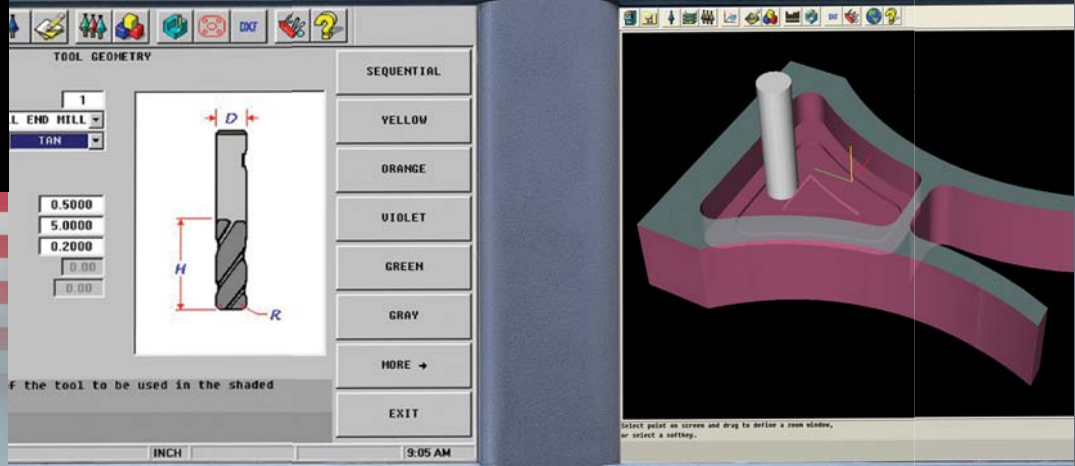 DXF
TOOL GEOMETRY
1
L END MILL
TAN
0.5000
5.0000
0.2000
0.00
0.00
D
H
R
SEQUENTIAL
YELLOW
ORANGE
VIOLET
GREEN
GRAY
MORE →
EXIT
f the tool to be used in the shaded
INCH
9:05 AM
Select point on screen and drag to define a zoom window,
or select a softkey.